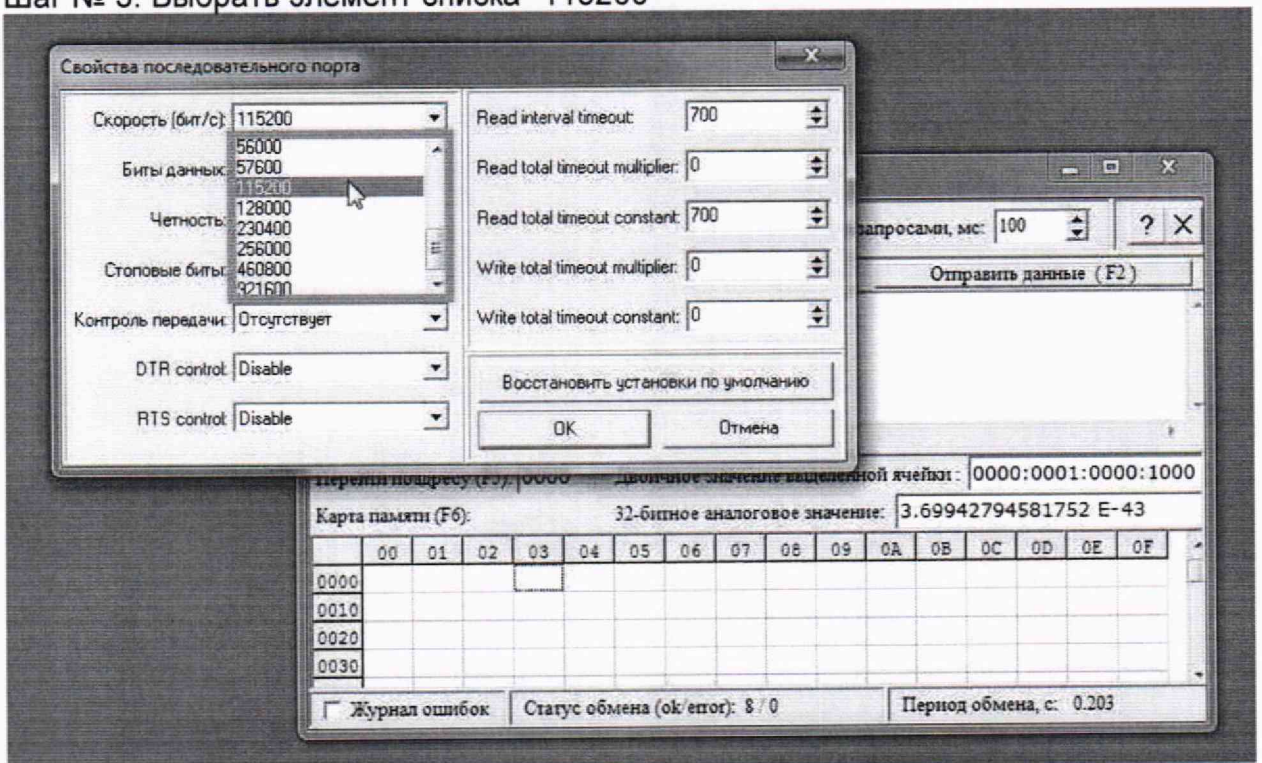 Свойства последовательного порта
Скорость (бит/с): 115200
56000
57600
115200
128000
230400
256000
460800
921600
Биты данных:
Четность:
Стоповые биты:
Контроль передачи: Отсутствует
DTR control: Disable
RTS control: Disable
Read interval timeout: 700
Read total timeout multiplier: 0
Read total timeout constant: 700
Write total timeout multiplier: 0
Write total timeout constant: 0
Восстановить установки по умолчанию
OK Отмена
запросами, мс: 100 ?
Отправить данные (F2)
0000 ячейки: 0000:0001:0000:1000
Карта памяти (F6): 32-битное аналоговое значение: 3.69942794581752 E-43
00 01 02 03 04 05 06 07 08 09 0A 0B 0C 0D 0E 0F
0000
0010
0020
0030
Журнал ошибок Статус обмена (ok/error): 8 / 0 Период обмена, с: 0.203